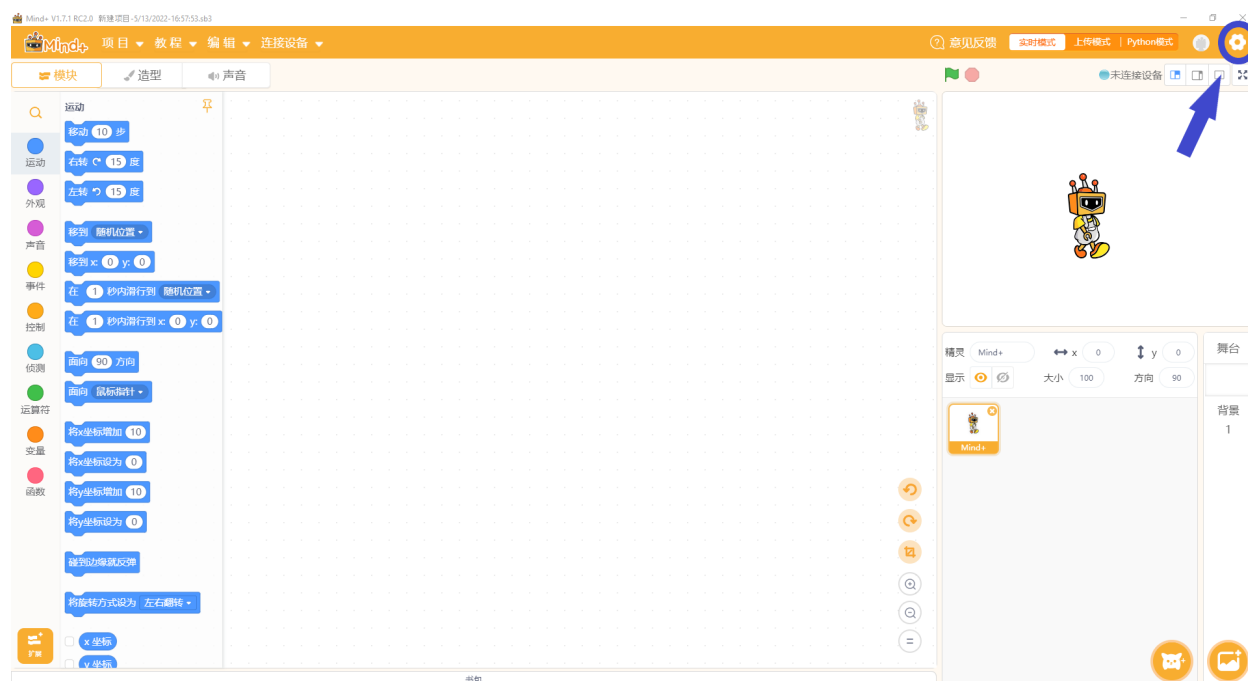 Mind+ V1.7.1 RC2.0 新建项目-5/13/2022-16:57:53.sb3
Mind+ 项目 教程 编辑 连接设备 意见反馈 实时模式 上传模式 | Python模式
模块 造型 声音 未连接设备
运动
移动 10 步
运动
右转 15 度
左转 15 度
外观
声音
移到 随机位置
移到 x: 0 y: 0
事件
在 1 秒内滑行到 随机位置
控制
在 1 秒内滑行到 x: 0 y: 0
侦测
面向 90 方向
面向 鼠标指针
运算符
将x坐标增加 10
变量
将x坐标设为 0
函数
将y坐标增加 10
将y坐标设为 0
碰到边缘就反弹
将旋转方式设为 左右翻转
x 坐标
y 坐标
扩展
精灵 Mind+ x 0 y 0
显示 大小 100 方向 90
Mind+
舞台
背景
1
书包